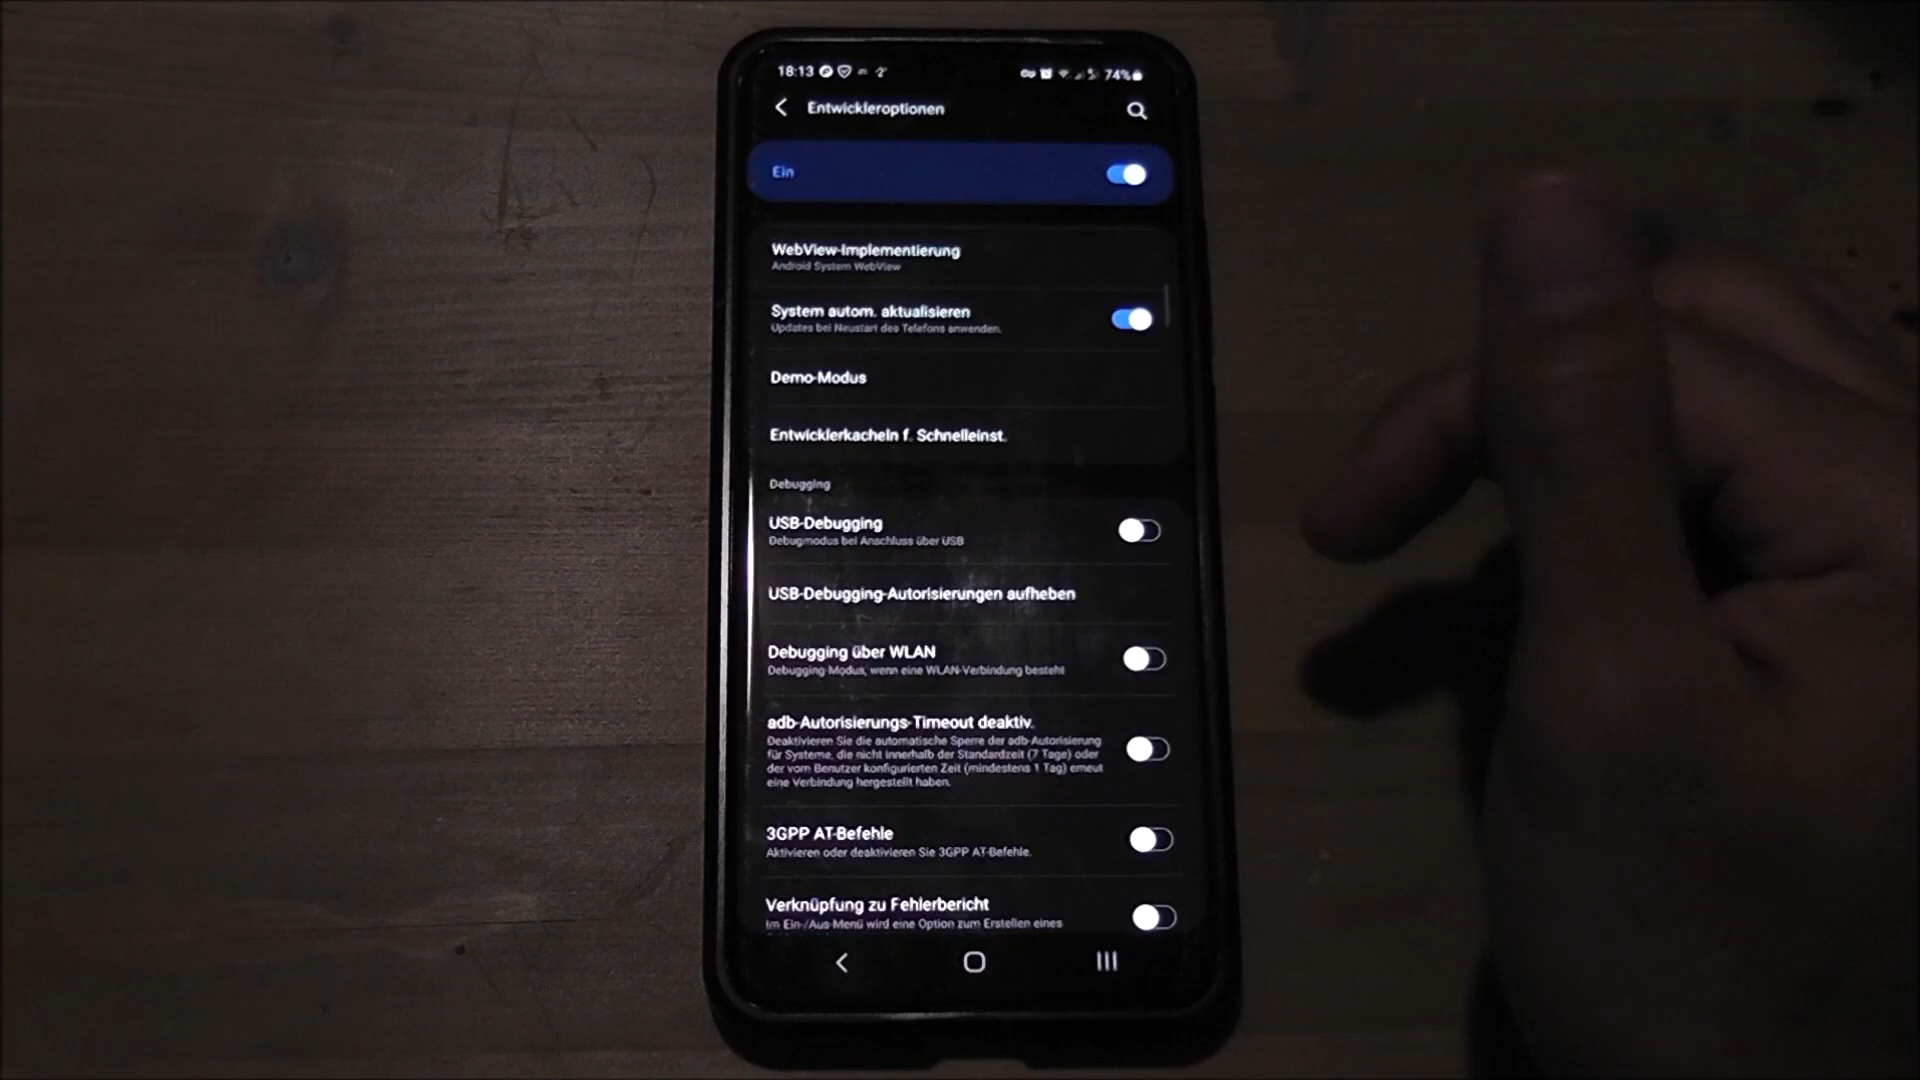 18:13 74%
Entwickleroptionen
Ein
WebView-Implementierung
Android System WebView
System autom. aktualisieren
Updates bei Neustart des Telefons anwenden.
Demo-Modus
Entwicklerkacheln f. Schnelleinst.
Debugging
USB-Debugging
Debugmodus bei Anschluss über USB
USB-Debugging-Autorisierungen aufheben
Debugging über WLAN
Debugging-Modus, wenn eine WLAN-Verbindung besteht
adb-Autorisierungs-Timeout deaktiv.
Deaktivieren Sie die automatische Sperre der adb-Autorisierung
für Systeme, die nicht innerhalb der Standardzeit (7 Tage) oder
der vom Benutzer konfigurierten Zeit (mindestens 1 Tag) erneut
eine Verbindung hergestellt haben.
3GPP AT-Befehle
Aktivieren oder deaktivieren Sie 3GPP AT-Befehle.
Verknüpfung zu Fehlerbericht
Im Ein-/Aus-Menü wird eine Option zum Erstellen eines